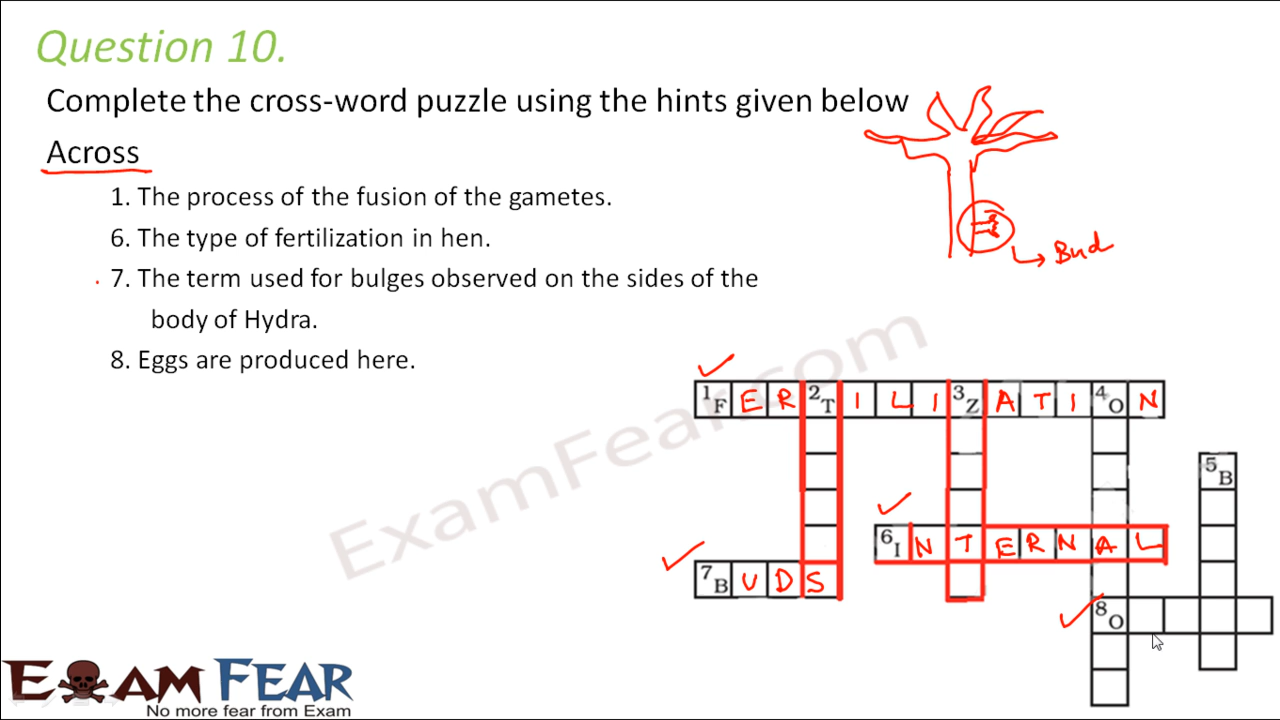 Question 10.
Complete the cross-word puzzle using the hints given below
Across
1. The process of the fusion of the gametes.
6. The type of fertilization in hen.
Bud
7. The term used for bulges observed on the sides of the
body of Hydra.
8. Eggs are produced here.
ExamFear.com
1F E R 2T I L I 3Z A T I 4O N
5B
6I N T E R N A L
7B U D S
8O
EXAM FEAR
No more fear from Exam